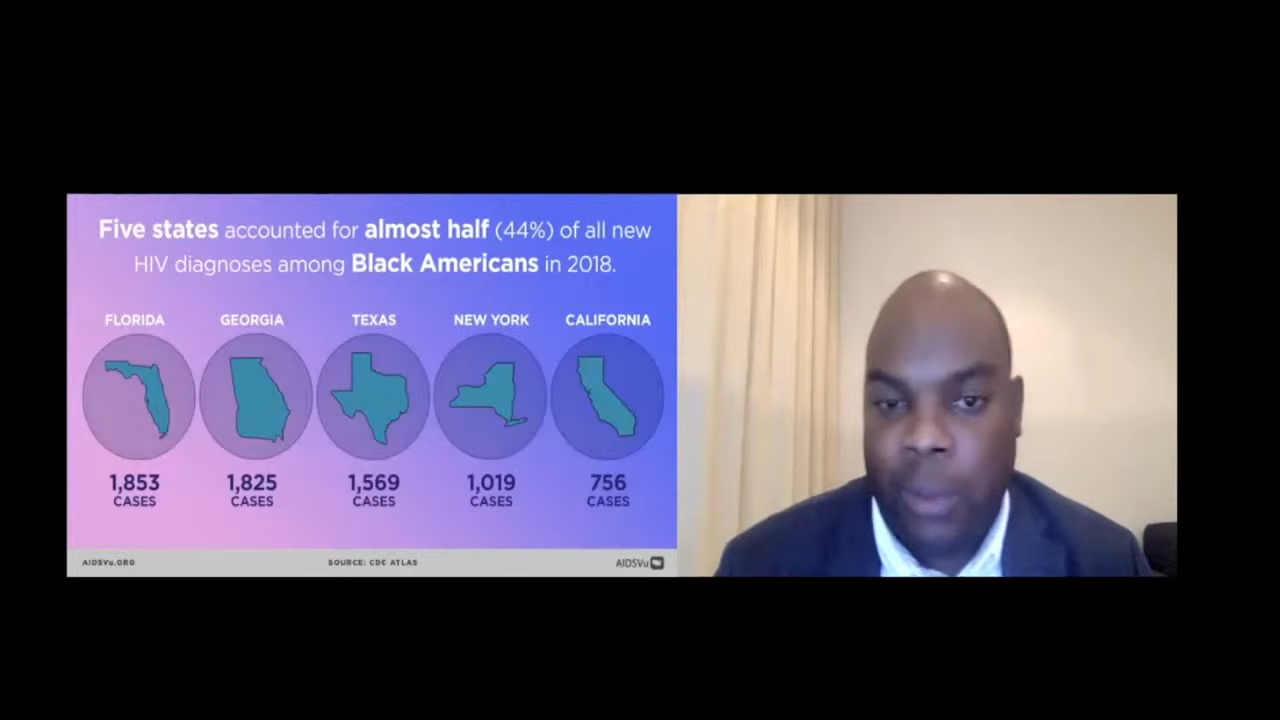 Five states accounted for almost half (44%) of all new
HIV diagnoses among Black Americans in 2018.
FLORIDA
GEORGIA
TEXAS
NEW YORK
CALIFORNIA
1,853
CASES
1,825
CASES
1,569
CASES
1,019
CASES
756
CASES
AIDSVu.ORG
SOURCE: CDC ATLAS
AIDSVu